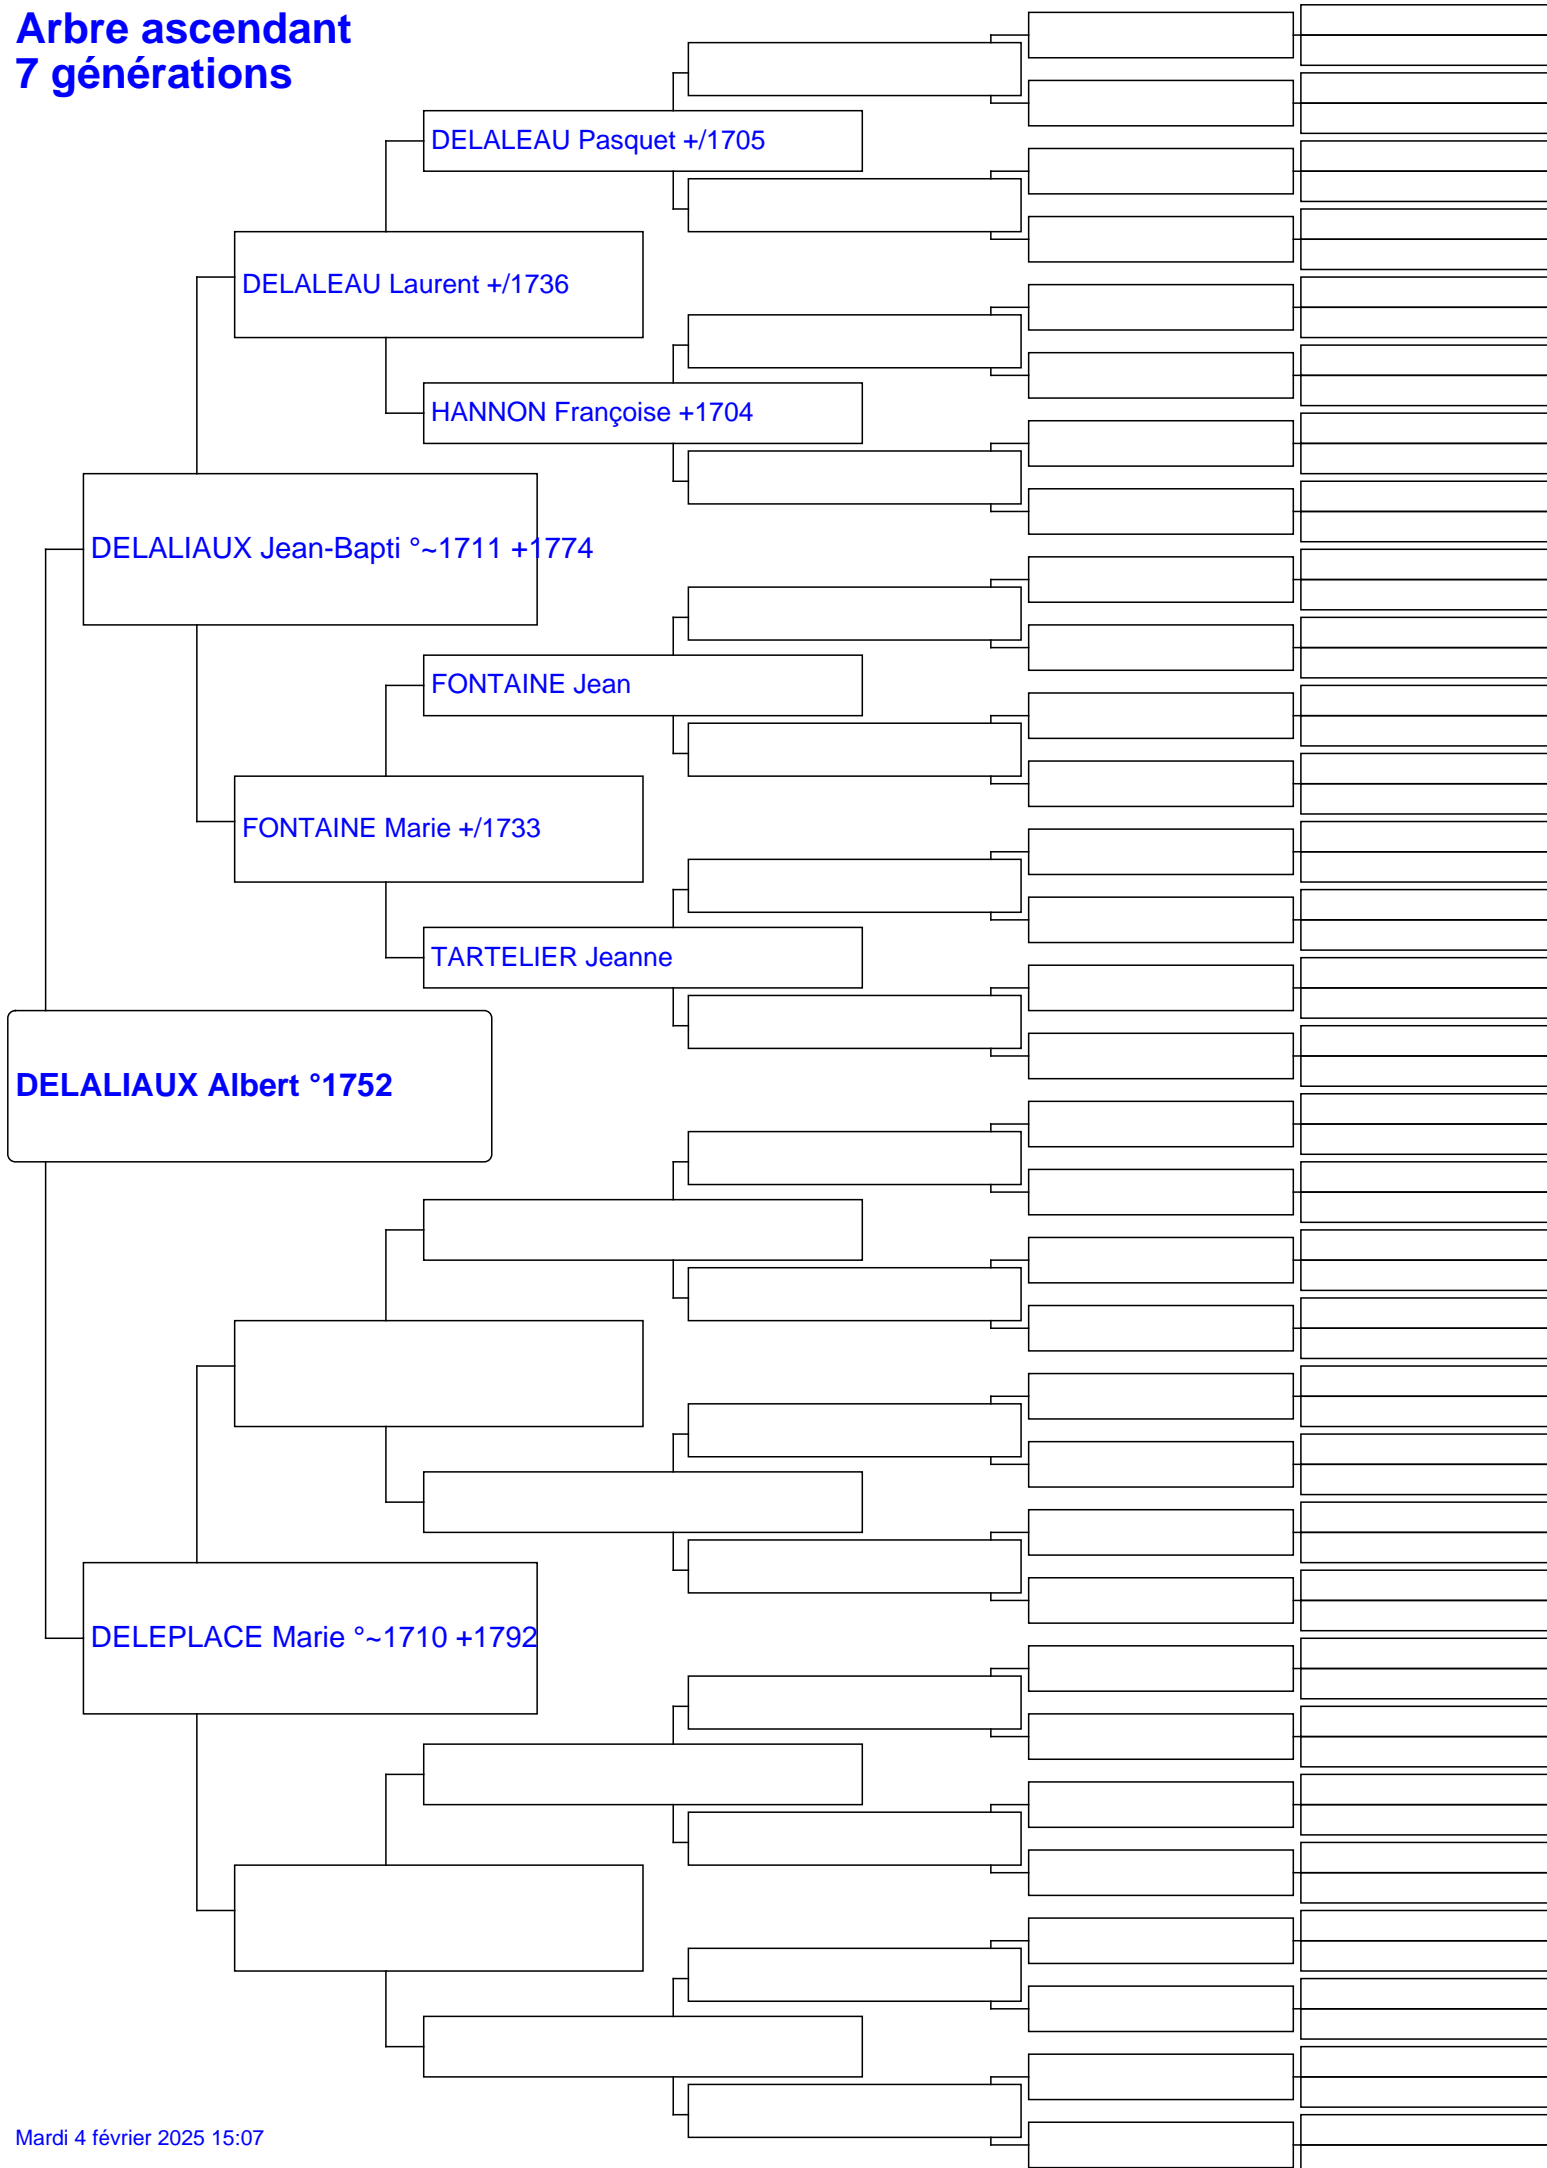 Arbre ascendant
7 générations
DELALEAU Pasquet +/1705
DELALEAU Laurent +/1736
HANNON Françoise +1704
DELALIAUX Jean-Bapti °~1711 +1774
FONTAINE Jean
FONTAINE Marie +/1733
TARTELIER Jeanne
DELALIAUX Albert °1752
DELEPLACE Marie °~1710 +1792
Mardi 4 février 2025 15:07